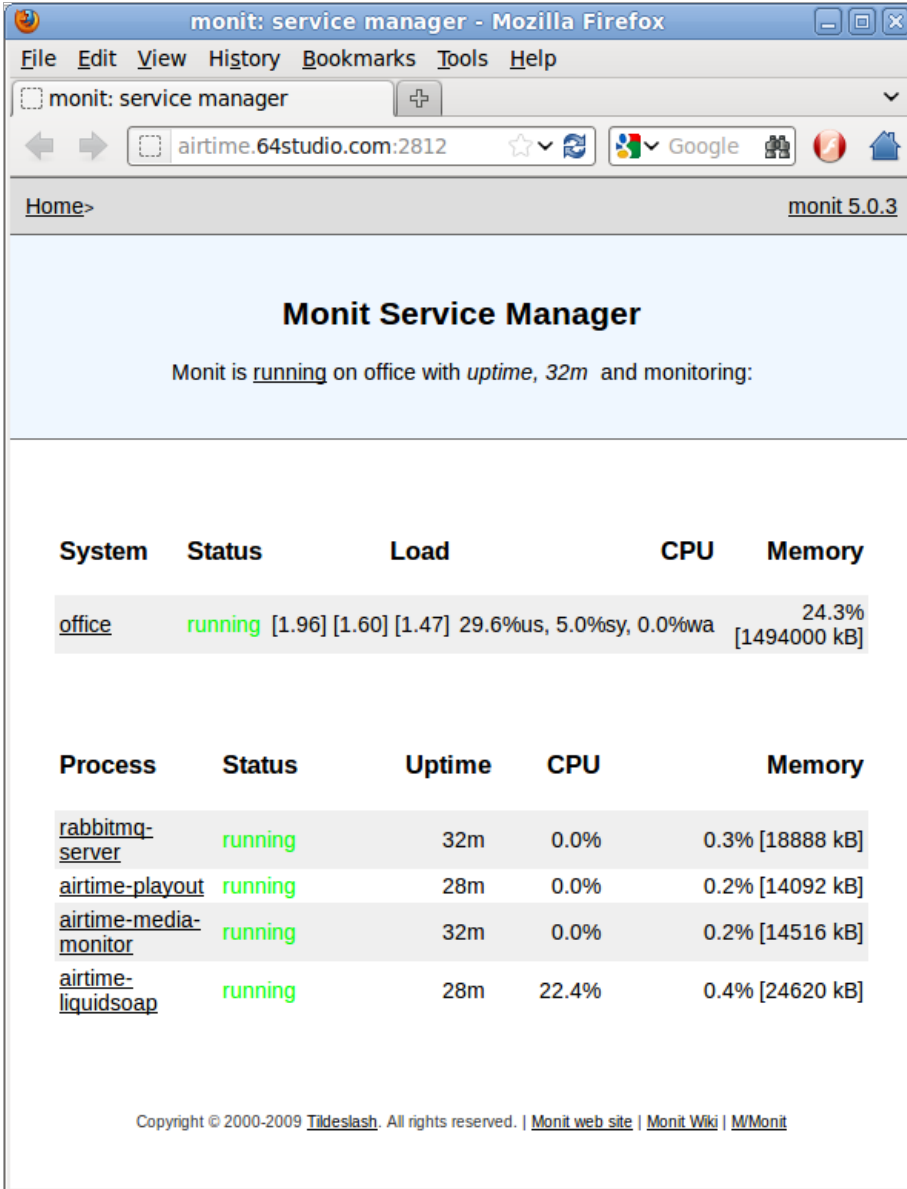 monit: service manager - Mozilla Firefox
File Edit View History Bookmarks Tools Help
monit: service manager
airtime.64studio.com:2812 Google
Home> monit 5.0.3
Monit Service Manager
Monit is running on office with uptime, 32m and monitoring:
System Status Load CPU Memory
office running [1.96] [1.60] [1.47] 29.6%us, 5.0%sy, 0.0%wa 24.3%
[1494000 kB]
Process Status Uptime CPU Memory
rabbitmq-
server running 32m 0.0% 0.3% [18888 kB]
airtime-playout running 28m 0.0% 0.2% [14092 kB]
airtime-media-
monitor running 32m 0.0% 0.2% [14516 kB]
airtime-
liquidsoap running 28m 22.4% 0.4% [24620 kB]
Copyright © 2000-2009 Tildeslash. All rights reserved. | Monit web site | Monit Wiki | M/Monit